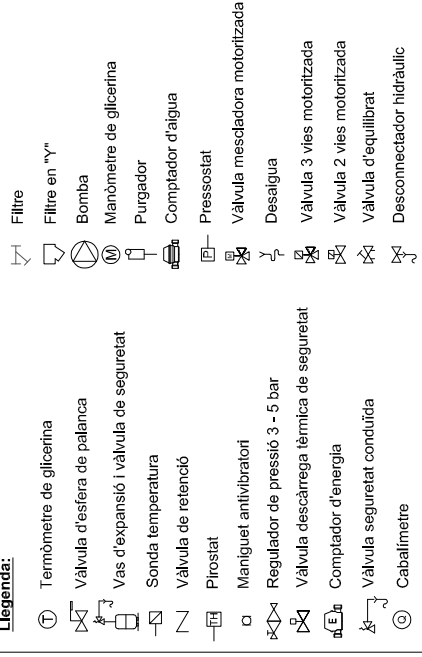 Llegenda:
T Termòmetre de glicerina
Vàlvula d'esfera de palanca
Vas d'expansió i vàlvula de seguretat
Sonda temperatura
Vàlvula de retenció
TH Pirostat
Maniguet antivibratori
Regulador de pressió 3 - 5 bar
Vàlvula descàrrega tèrmica de seguretat
E Comptador d'energia
Vàlvula seguretat conduïda
Q Cabalímetre
Filtre
Filtre en "Y"
Bomba
M Manòmetre de glicerina
Purgador
Comptador d'aigua
P Pressostat
Vàlvula mescladora motoritzada
Desaigua
Vàlvula 3 vies motoritzada
Vàlvula 2 vies motoritzada
Vàlvula d'equilibrat
Desconnectador hidràulic